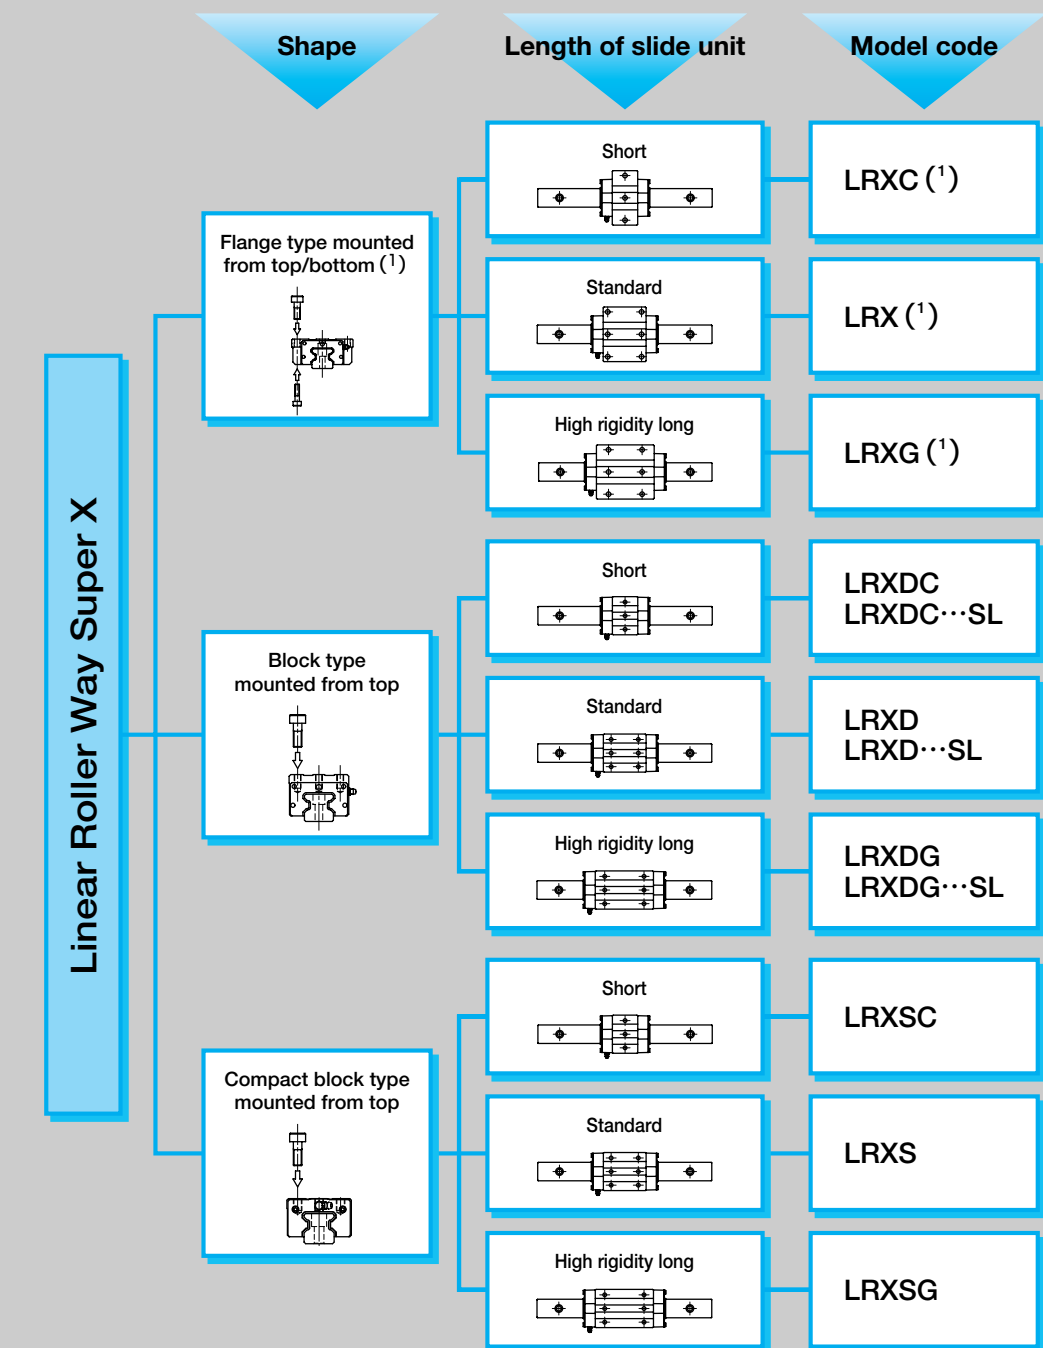 Shape
Length of slide unit
Model code
Linear Roller Way Super X
Flange type mounted
from top/bottom (1)
Short
LRXC (1)
Standard
LRX (1)
High rigidity long
LRXG (1)
Block type
mounted from top
Short
LRXDC
LRXDC⋯SL
Standard
LRXD
LRXD⋯SL
High rigidity long
LRXDG
LRXDG⋯SL
Compact block type
mounted from top
Short
LRXSC
Standard
LRXS
High rigidity long
LRXSG